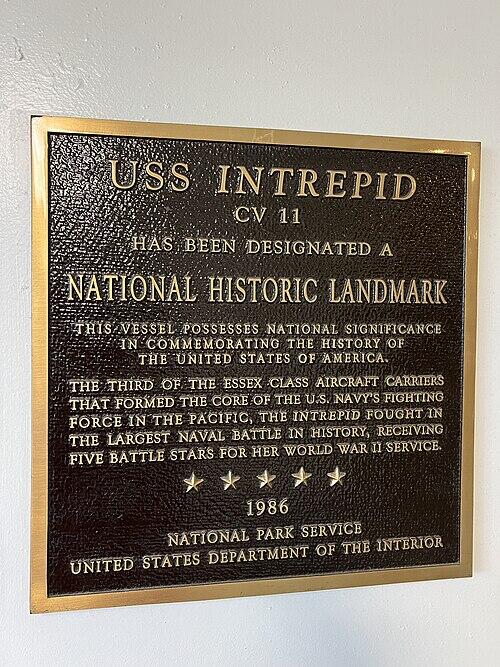 USS INTREPID
CV 11
HAS BEEN DESIGNATED A
NATIONAL HISTORIC LANDMARK
THIS VESSEL POSSESSES NATIONAL SIGNIFICANCE
IN COMMEMORATING THE HISTORY OF
THE UNITED STATES OF AMERICA.
THE THIRD OF THE ESSEX CLASS AIRCRAFT CARRIERS
THAT FORMED THE CORE OF THE U.S. NAVY'S FIGHTING
FORCE IN THE PACIFIC, THE INTREPID FOUGHT IN
THE LARGEST NAVAL BATTLE IN HISTORY, RECEIVING
FIVE BATTLE STARS FOR HER WORLD WAR II SERVICE.
1986
NATIONAL PARK SERVICE
UNITED STATES DEPARTMENT OF THE INTERIOR